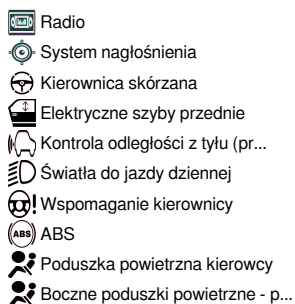 Radio
System nagłośnienia
Kierownica skórzana
Elektryczne szyby przednie
Kontrola odległości z tyłu (pr...
Światła do jazdy dziennej
Wspomaganie kierownicy
ABS ABS
Poduszka powietrzna kierowcy
Boczne poduszki powietrzne - p...